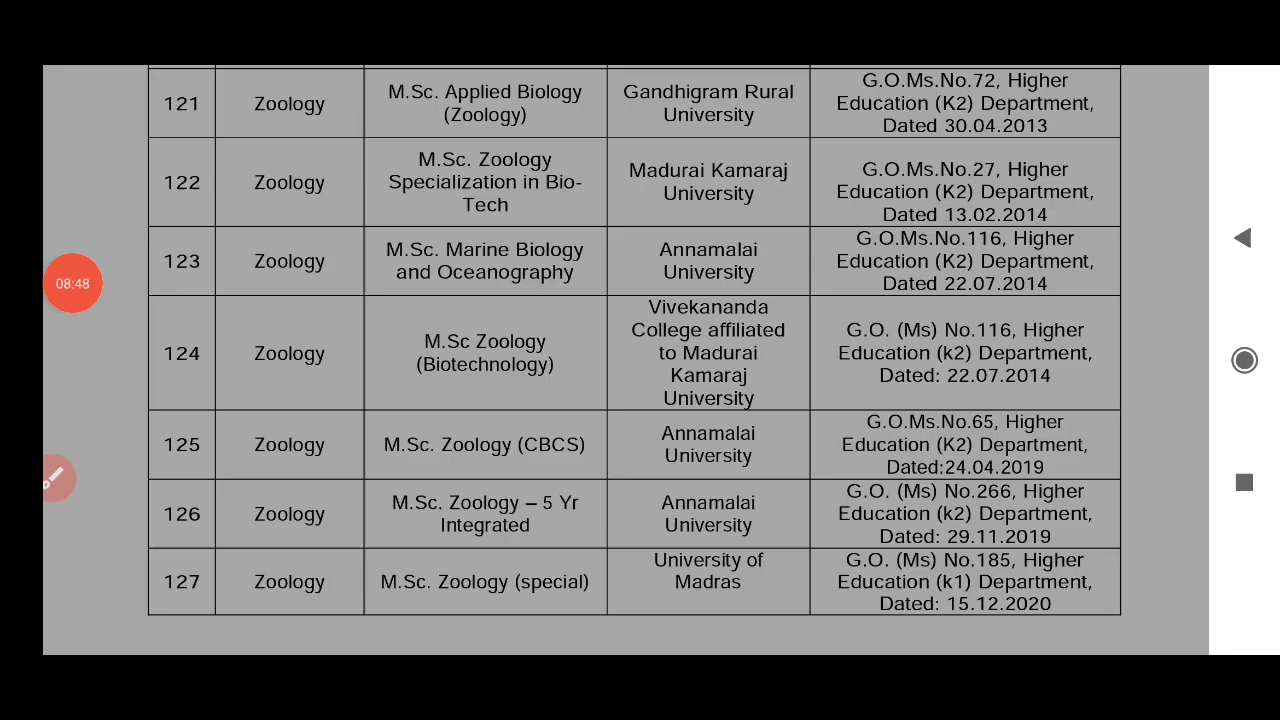 121
Zoology
M.Sc. Applied Biology
(Zoology)
Gandhigram Rural
University
G.O.Ms.No.72, Higher
Education (K2) Department,
Dated 30.04.2013
122
Zoology
M.Sc. Zoology
Specialization in Bio-
Tech
Madurai Kamaraj
University
G.O.Ms.No.27, Higher
Education (K2) Department,
Dated 13.02.2014
123
Zoology
M.Sc. Marine Biology
and Oceanography
Annamalai
University
G.O.Ms.No.116, Higher
Education (K2) Department,
Dated 22.07.2014
08:48
124
Zoology
M.Sc Zoology
(Biotechnology)
Vivekananda
College affiliated
to Madurai
Kamaraj
University
G.O. (Ms) No.116, Higher
Education (k2) Department,
Dated: 22.07.2014
125
Zoology
M.Sc. Zoology (CBCS)
Annamalai
University
G.O.Ms.No.65, Higher
Education (K2) Department,
Dated:24.04.2019
126
Zoology
M.Sc. Zoology – 5 Yr
Integrated
Annamalai
University
G.O. (Ms) No.266, Higher
Education (k2) Department,
Dated: 29.11.2019
127
Zoology
M.Sc. Zoology (special)
University of
Madras
G.O. (Ms) No.185, Higher
Education (k1) Department,
Dated: 15.12.2020